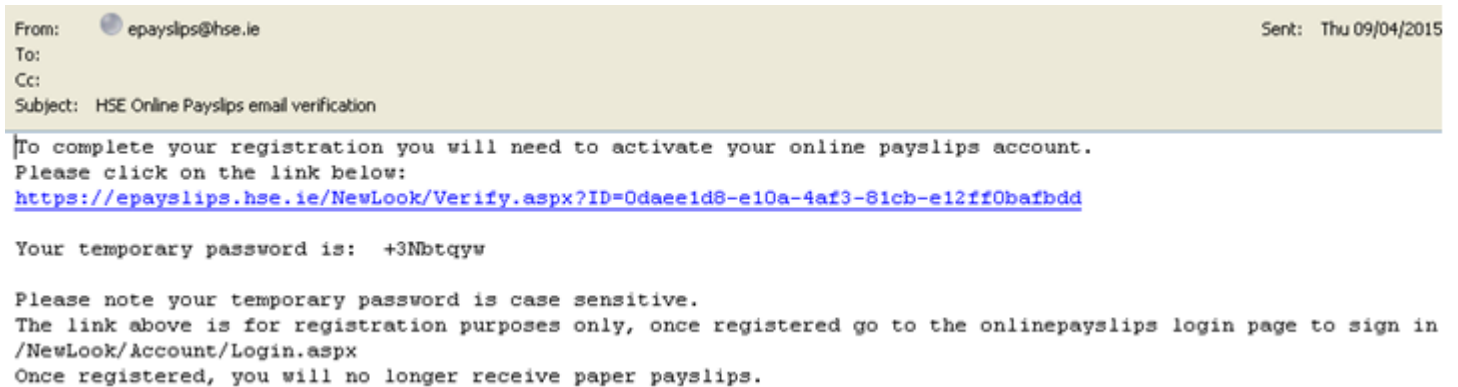 From: epayslips@hse.ie Sent: Thu 09/04/2015
To:
Cc:
Subject: HSE Online Payslips email verification
To complete your registration you will need to activate your online payslips account.
Please click on the link below:
https://epayslips.hse.ie/NewLook/Verify.aspx?ID=0daee1d8-e10a-4af3-81cb-e12ff0bafbdd
Your temporary password is: +3Nbtqyw
Please note your temporary password is case sensitive.
The link above is for registration purposes only, once registered go to the onlinepayslips login page to sign in
/NewLook/Account/Login.aspx
Once registered, you will no longer receive paper payslips.